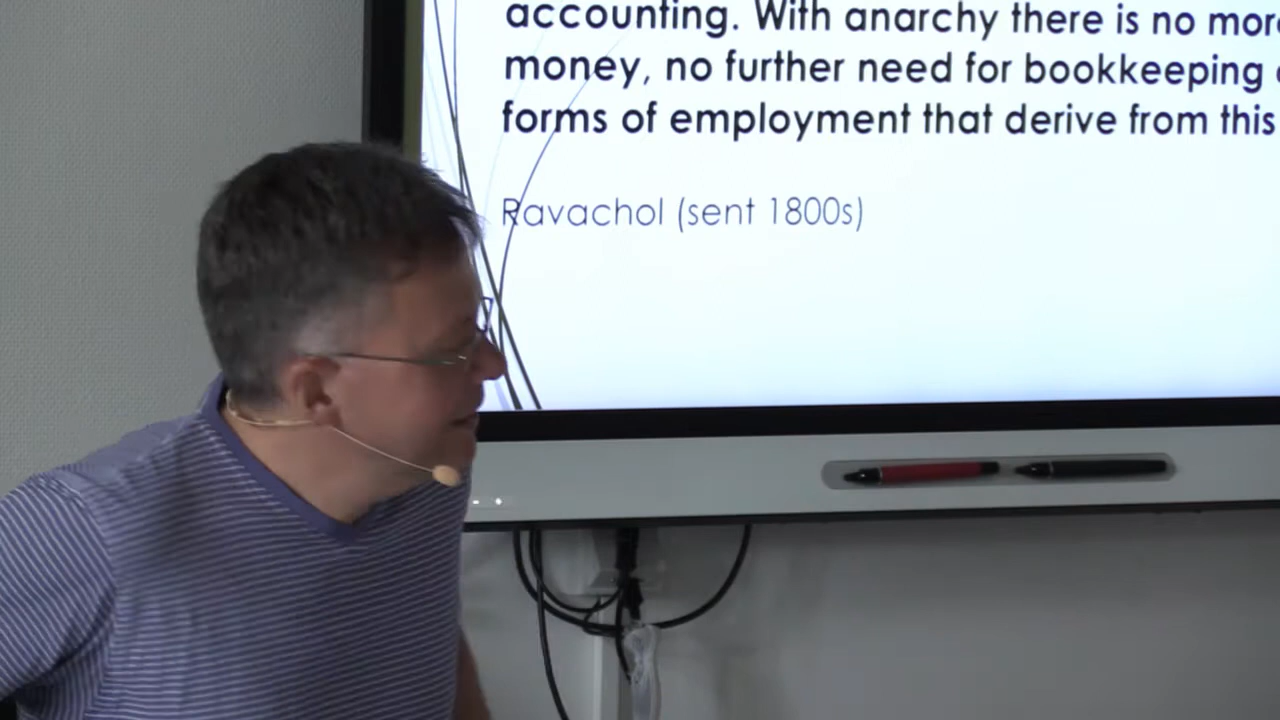 accounting. With anarchy there is no more
money, no further need for bookkeeping
forms of employment that derive from this
Ravachol (sent 1800s)